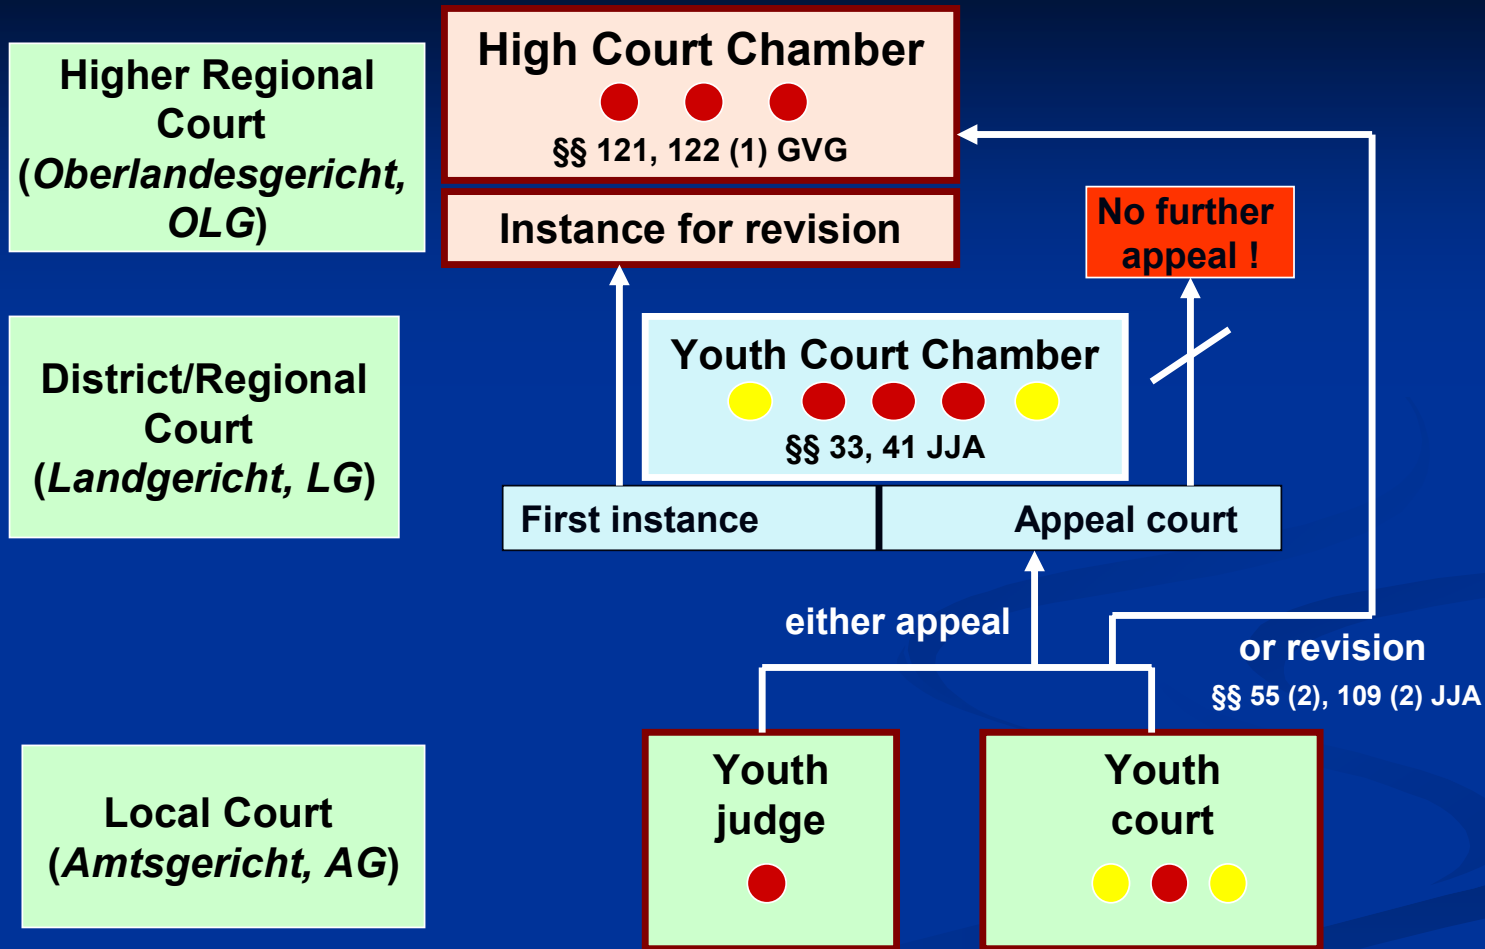 Higher Regional
Court
(Oberlandesgericht,
OLG)
High Court Chamber
§§ 121, 122 (1) GVG
Instance for revision
No further
appeal !
District/Regional
Court
(Landgericht, LG)
Youth Court Chamber
§§ 33, 41 JJA
First instance
Appeal court
either appeal
or revision
§§ 55 (2), 109 (2) JJA
Local Court
(Amtsgericht, AG)
Youth
judge
Youth
court